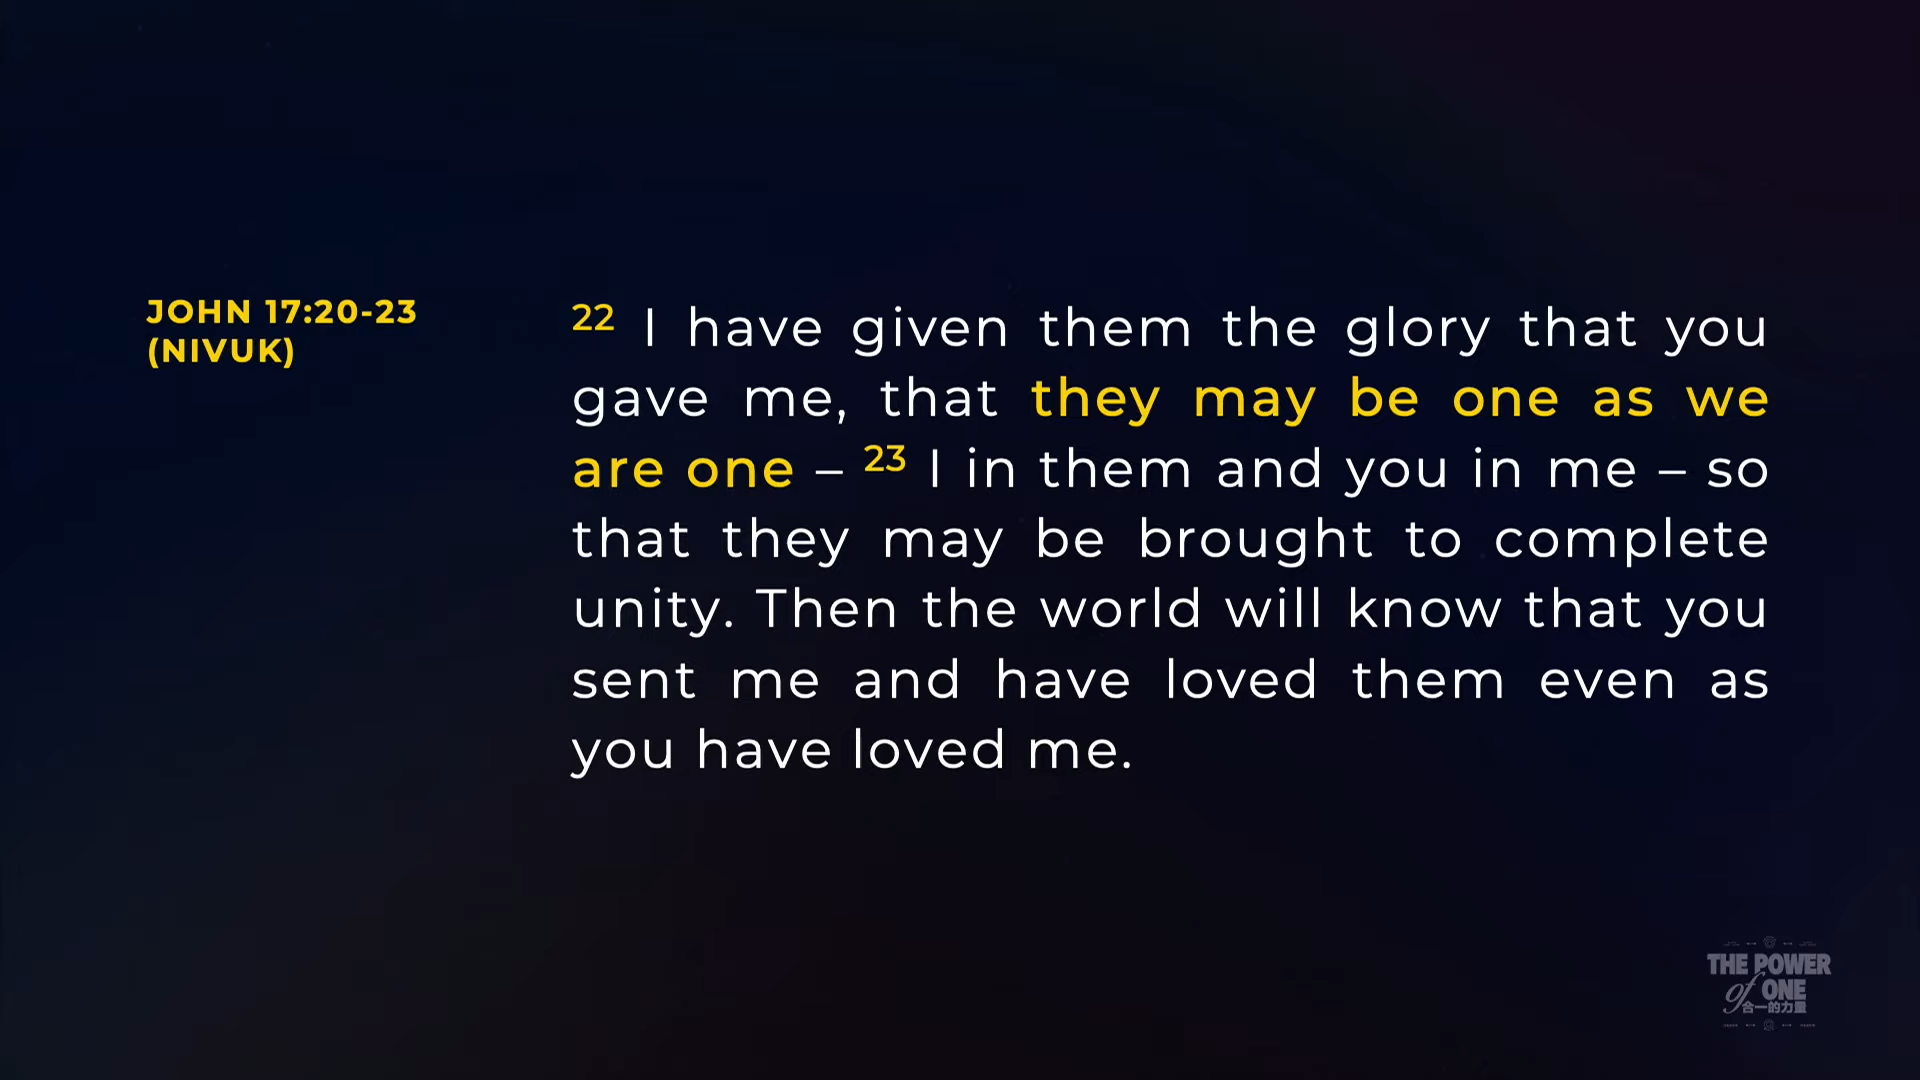 JOHN 17:20-23
(NIVUK)
22 I have given them the glory that you
gave me, that they may be one as we
are one – 23 I in them and you in me – so
that they may be brought to complete
unity. Then the world will know that you
sent me and have loved them even as
you have loved me.
THE POWER
of ONE
合一的力量